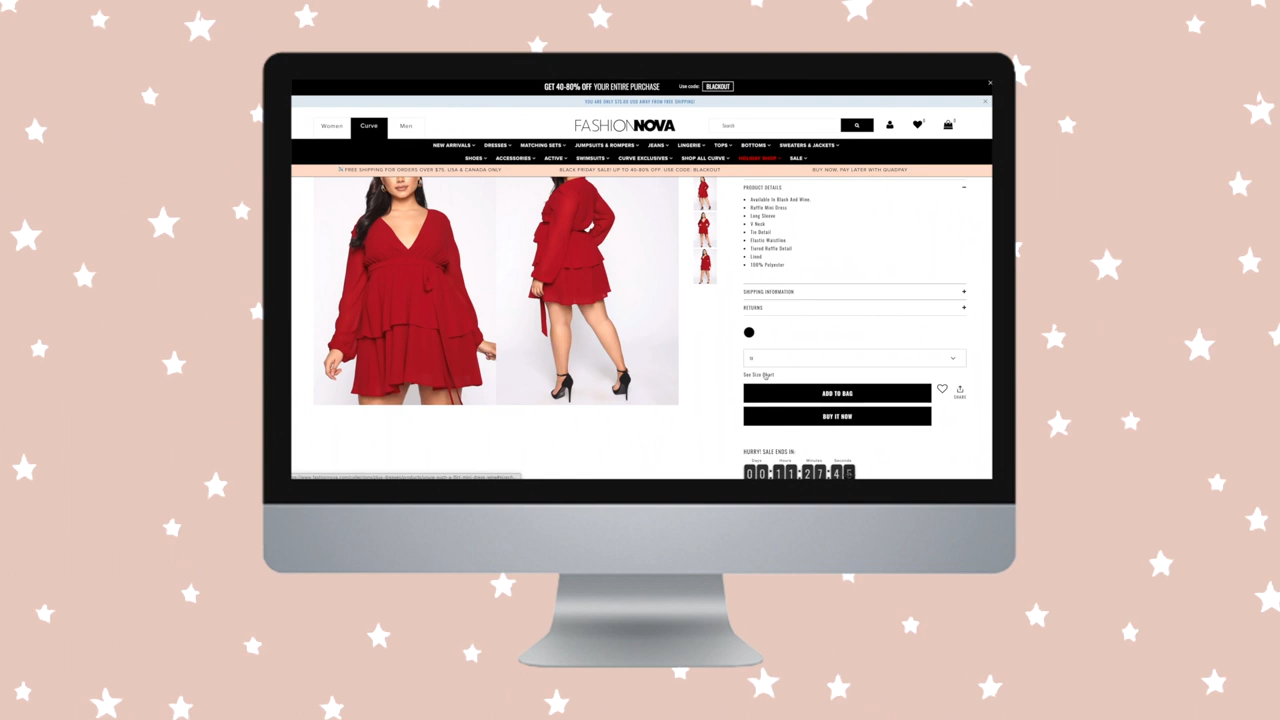 GET 40-80% OFF YOUR ENTIRE PURCHASE Use code: BLACKOUT
YOU ARE ONLY $75.00 USD AWAY FROM FREE SHIPPING!
Women Curve Men
FASHIONNOVA
Search
0 0
NEW ARRIVALS DRESSES MATCHING SETS JUMPSUITS & ROMPERS JEANS LINGERIE TOPS BOTTOMS SWEATERS & JACKETS
SHOES ACCESSORIES ACTIVE SWIMSUITS CURVE EXCLUSIVES SHOP ALL CURVE HOLIDAY SHOP SALE
FREE SHIPPING FOR ORDERS OVER $75. USA & CANADA ONLY BLACK FRIDAY SALE! UP TO 40-80% OFF: USE CODE: BLACKOUT BUY NOW, PAY LATER WITH QUADPAY
PRODUCT DETAILS
Available In Black And Wine
Ruffle Mini Dress
Long Sleeve
V Neck
Tie Detail
Elastic Waistline
Tiered Ruffle Detail
Lined
100% Polyester
SHIPPING INFORMATION
RETURNS
See Size Chart
ADD TO BAG
SHARE
BUY IT NOW
HURRY! SALE ENDS IN:
Days Hours Minutes Seconds
00:11:27:45